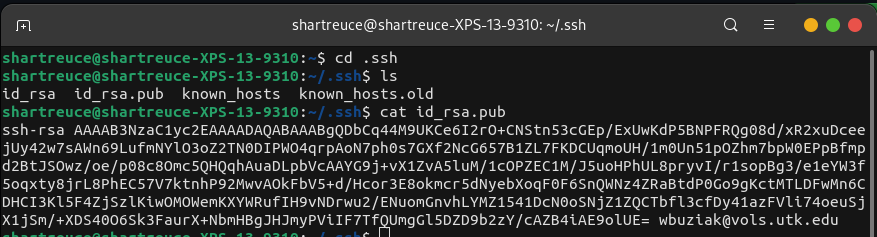 shartreuce@shartreuce-XPS-13-9310: ~/.ssh
shartreuce@shartreuce-XPS-13-9310:~$ cd .ssh
shartreuce@shartreuce-XPS-13-9310:~/.ssh$ ls
id_rsa  id_rsa.pub  known_hosts  known_hosts.old
shartreuce@shartreuce-XPS-13-9310:~/.ssh$ cat id_rsa.pub
ssh-rsa AAAAB3NzaC1yc2EAAAADAQABAAABgQDbCq44M9UKCe6I2rO+CNStn53cGEp/ExUwKdP5BNPFRQg08d/xR2xuDcee
jUy42w7sAWn69LufmNYlO3oZ2TN0DIPWO4qrpAoN7ph0s7GXf2NcG657B1ZL7FKDCUqmoUH/1m0Un51pOZhm7bpW0EPpBfmp
d2BtJSOwz/oe/p08c8Omc5QHQqhAuaDLpbVcAAYG9j+vX1ZvA5luM/1cOPZEC1M/J5uoHPhUL8pryvI/r1sopBg3/e1eYW3f
5oqxty8jrL8PhEC57V7ktnhP92MwvAOkFbV5+d/Hcor3E8okmcr5dNyebXoqF0F6SnQWNz4ZRaBtdP0Go9gKctMTLDFwMn6C
DHCI3Kl5F4ZjSzlKiwOMOWEmKXYWRufIH9vNDrwu2/ENuomGnvhLYMZ1541DcN0oSNjZ1ZQCTbfl3cfDy41azFVli74oeuSj
X1jSm/+XDS40O6Sk3FaurX+NbmHBgJHJmyPViIF7TfQUmgGl5DZD9b2zY/cAZB4iAE9olUE= wbuziak@vols.utk.edu
shartreuce@shartreuce-XPS-13-9310:~/.ssh$